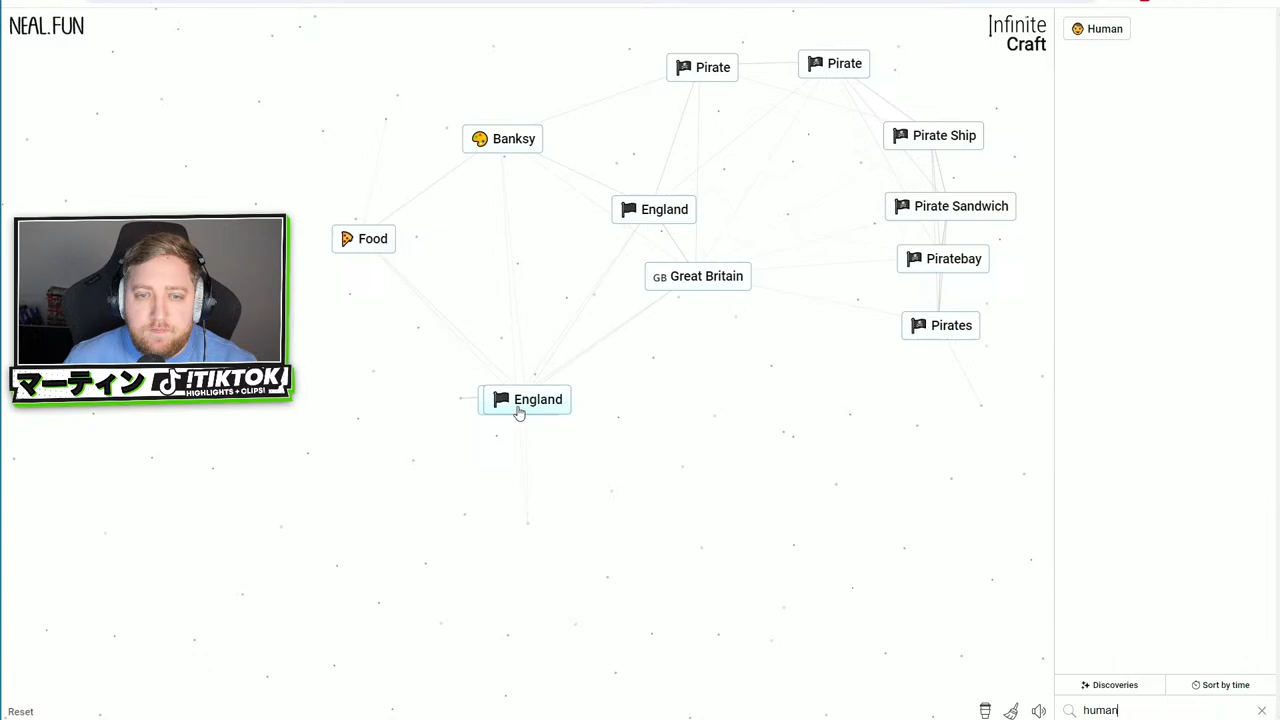 NEAL.FUN
Infinite
Craft
Human
Pirate
Pirate
Banksy
Pirate Ship
England
Pirate Sandwich
Food
Piratebay
GB Great Britain
Pirates
マーティン !TIKTOK
HIGHLIGHTS + CLIPS!
England
Discoveries
Sort by time
Reset
human